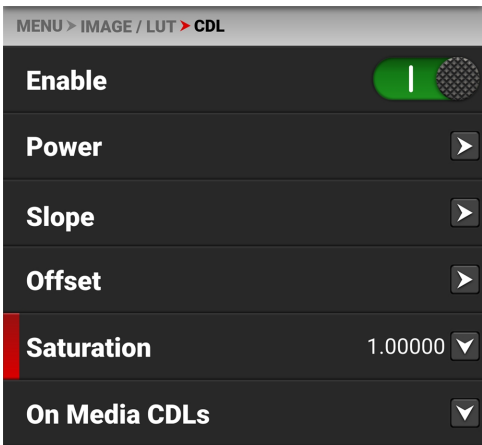 MENU > IMAGE / LUT > CDL
Enable
Power
Slope
Offset
Saturation 1.00000
On Media CDLs